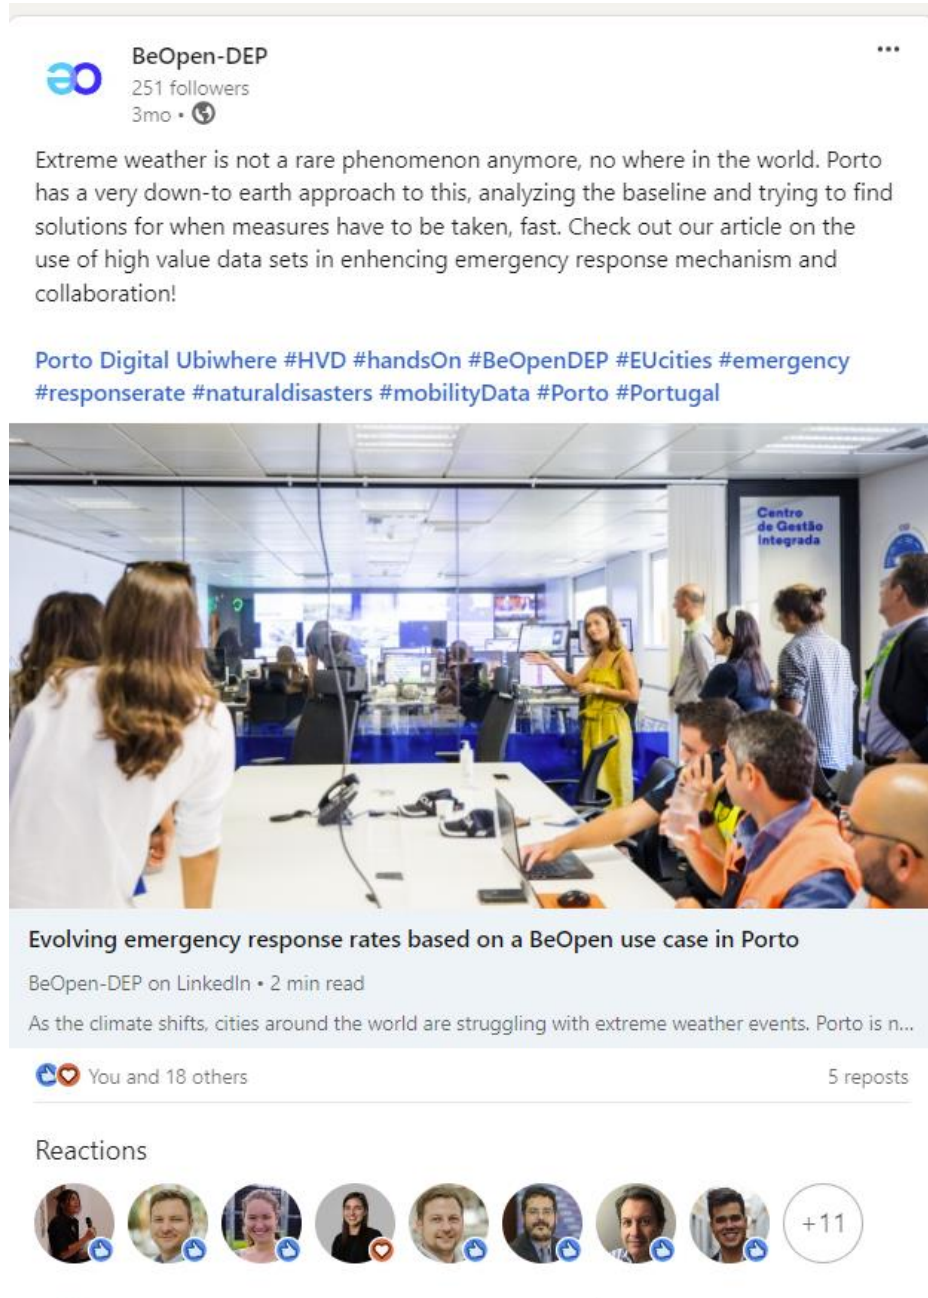 BeOpen-DEP
251 followers
3mo •
Extreme weather is not a rare phenomenon anymore, no where in the world. Porto
has a very down-to earth approach to this, analyzing the baseline and trying to find
solutions for when measures have to be taken, fast. Check out our article on the
use of high value data sets in enhancing emergency response mechanism and
collaboration!
Porto Digital Ubiwhere #HVD #handsOn #BeOpenDEP #EUcities #emergency
#responserate #naturaldisasters #mobilityData #Porto #Portugal
Centro
de Gestão
Integrada
Evolving emergency response rates based on a BeOpen use case in Porto
BeOpen-DEP on LinkedIn • 2 min read
As the climate shifts, cities around the world are struggling with extreme weather events. Porto is n...
You and 18 others
5 reposts
Reactions
+11